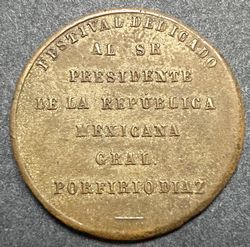 FESTIVAL DEDICADO
AL SR
PRESIDENTE
DE LA REPUBLICA
MEXICANA
GRAL.
PORFIRIO DIAZ